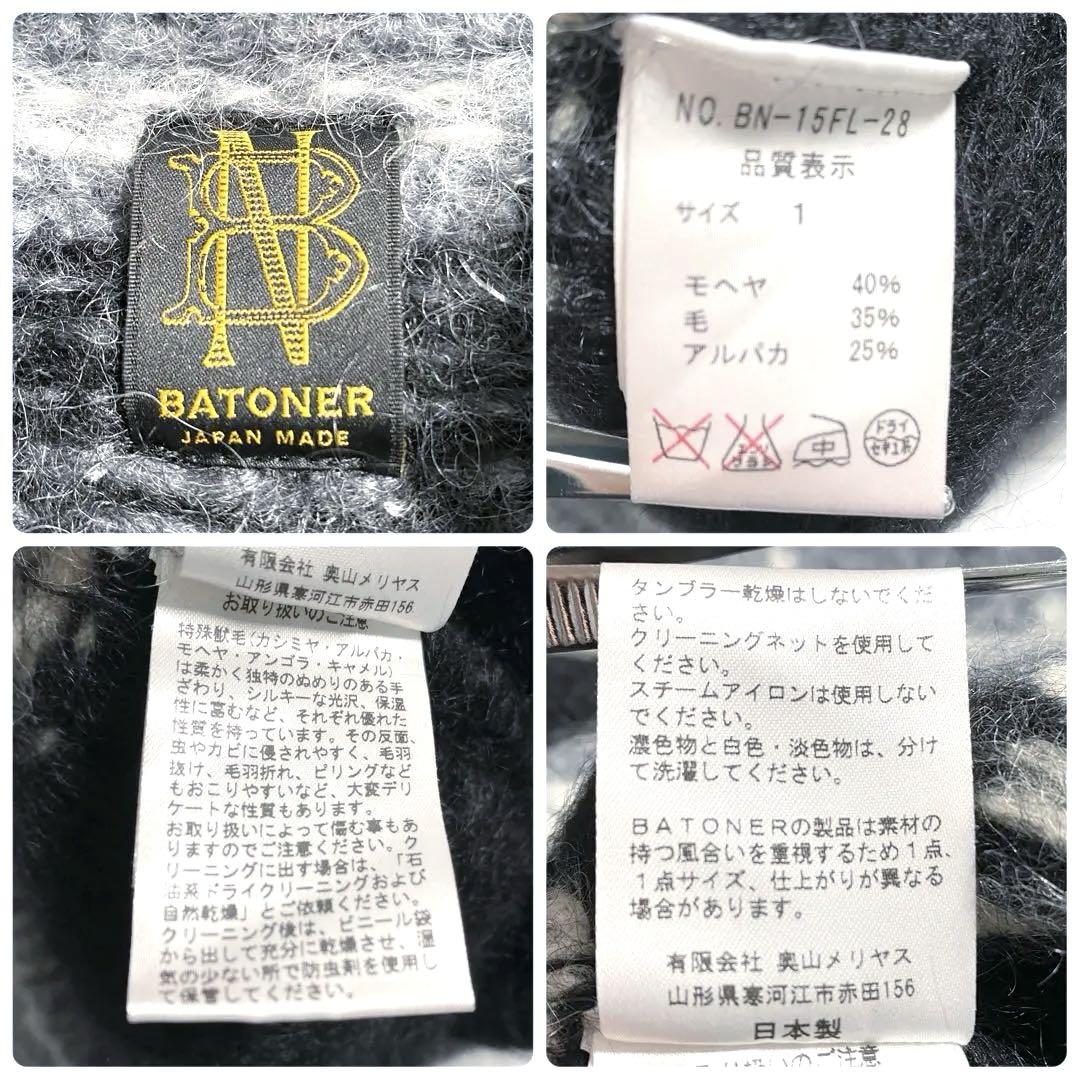 BN
BATONER
JAPAN MADE
NO. BN-15FL-28
品質表示
サイズ 1
モヘヤ 40%
毛 35%
アルパカ 25%
エンソ
サラシ
中
ドライ
セキユ系
有限会社 奥山メリヤス
山形県寒河江市赤田156
お取り扱いのご注意
特殊獣毛(カシミヤ・アルパカ・
モヘヤ・アンゴラ・キャメル)
は柔かく独特のぬめりのある手
ざわり、シルキーな光沢、保温
性に富むなど、それぞれ優れた
性質を持っています。その反面、
虫やカビに侵されやすく、毛羽
抜け、毛羽折れ、ピリングなど
もおこりやすいなど、大変デリ
ケートな性質もあります。
お取り扱いによって傷む事もあ
りますのでご注意ください。ク
リーニングに出す場合は、「石
油系ドライクリーニングおよび
自然乾燥」とご依頼ください。
クリーニング後は、ビニール袋
から出して充分に乾燥させ、湿
気の少ない所で防虫剤を使用し
て保管してください。
タンブラー乾燥はしないでくだ
さい。
クリーニングネットを使用して
ください。
スチームアイロンは使用しない
でください。
濃色物と白色・淡色物は、分け
て洗濯してください。
BATONERの製品は素材の
持つ風合いを重視するため1点、
1点サイズ、仕上がりが異なる
場合があります。
有限会社 奥山メリヤス
山形県寒河江市赤田156
日本製
り扱いのご注意